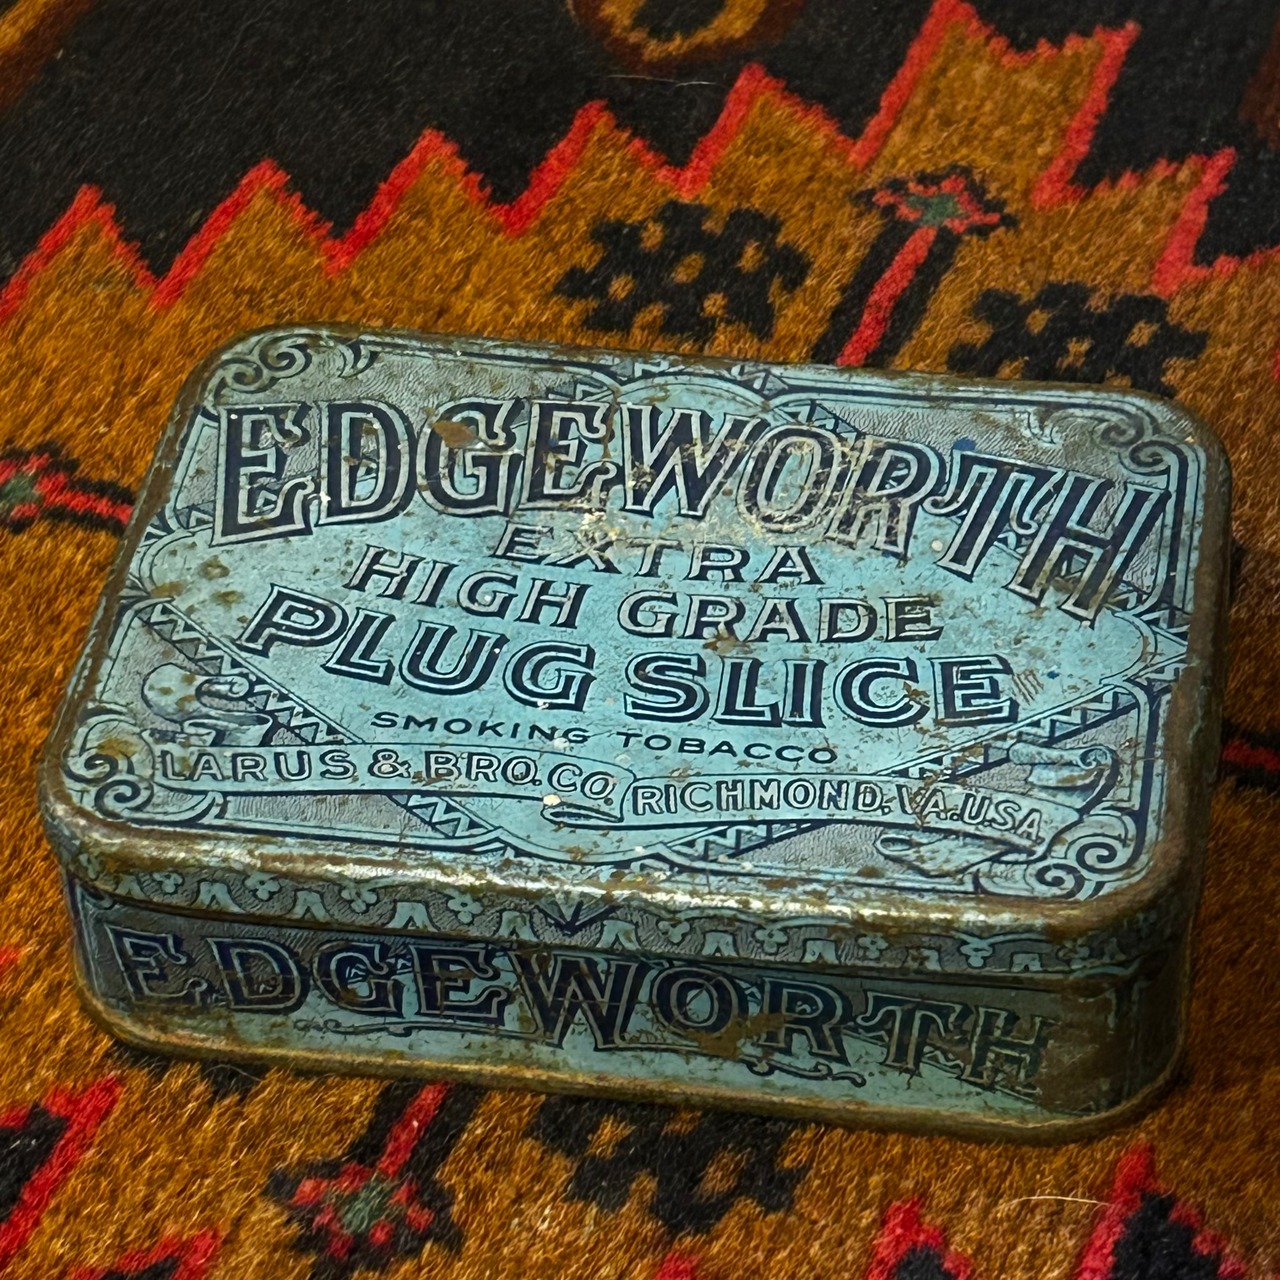 EDGEWORTH
EXTRA
HIGH GRADE
PLUG SLICE
SMOKING TOBACCO
LARUS & BRO. CO. RICHMOND, VA. U.S.A.
EDGEWORTH